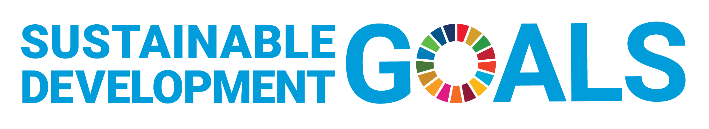 SUSTAINABLE
DEVELOPMENT
GOALS